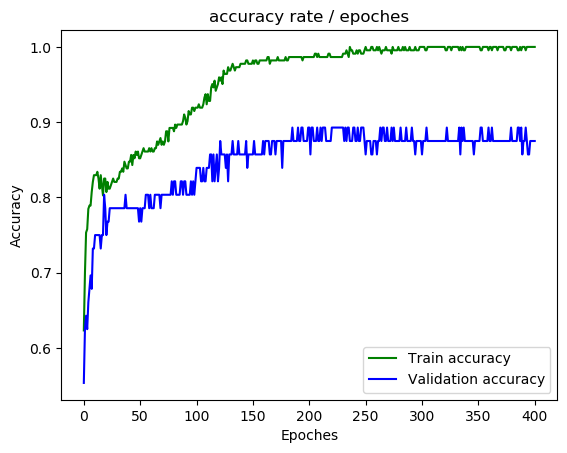 accuracy rate / epoches
1.0
0.9
0.8
0.7
0.6
Accuracy
0
50
100
150
200
250
300
350
400
Epoches
Train accuracy
Validation accuracy